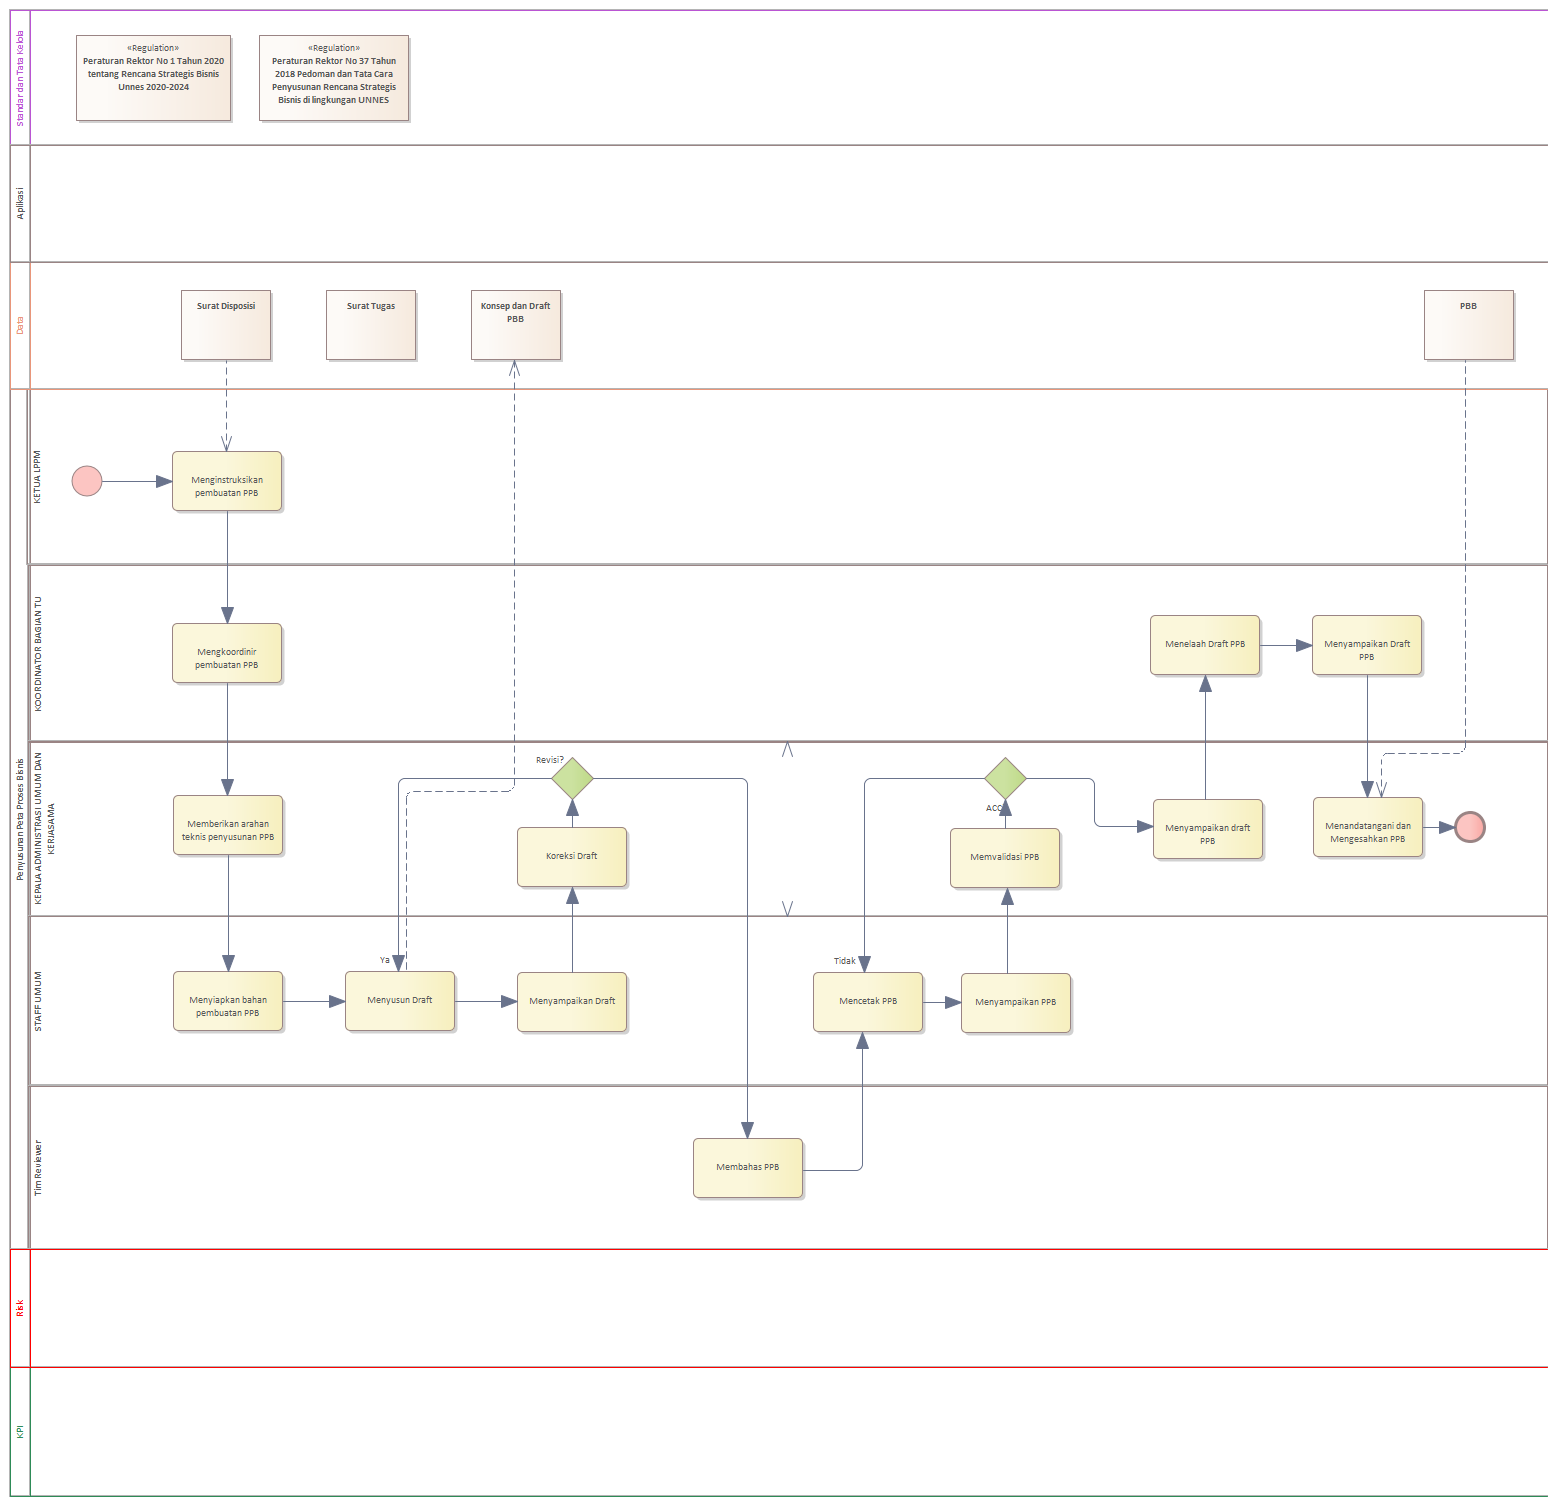 Standar dan Tata Kelola
«Regulation»
Peraturan Rektor No 1 Tahun 2020
tentang Rencana Strategis Bisnis
Unnes 2020-2024
«Regulation»
Peraturan Rektor No 37 Tahun
2018 Pedoman dan Tata Cara
Penyusunan Rencana Strategis
Bisnis di lingkungan UNNES
Aplikasi
Data
Surat Disposisi
Surat Tugas
Konsep dan Draft
PBB
PBB
Penyusunan Peta Proses Bisnis
KETUA LPPM
Menginstruksikan
pembuatan PPB
KOORDINATOR BAGIAN TU
Mengkoordinir
pembuatan PPB
Menelaah Draft PPB
Menyampaikan Draft
PPB
KEPALA ADMINISTRASI UMUM DAN
KERJASAMA
Memberikan arahan
teknis penyusunan PPB
Revisi?
Koreksi Draft
ACC
Memvalidasi PPB
Menyampaikan draft
PPB
Menandatangani dan
Mengesahkan PPB
STAFF UMUM
Menyiapkan bahan
pembuatan PPB
Ya
Menyusun Draft
Menyampaikan Draft
Tidak
Mencetak PPB
Menyampaikan PPB
Tim Reviewer
Membahas PPB
Risk
KPI